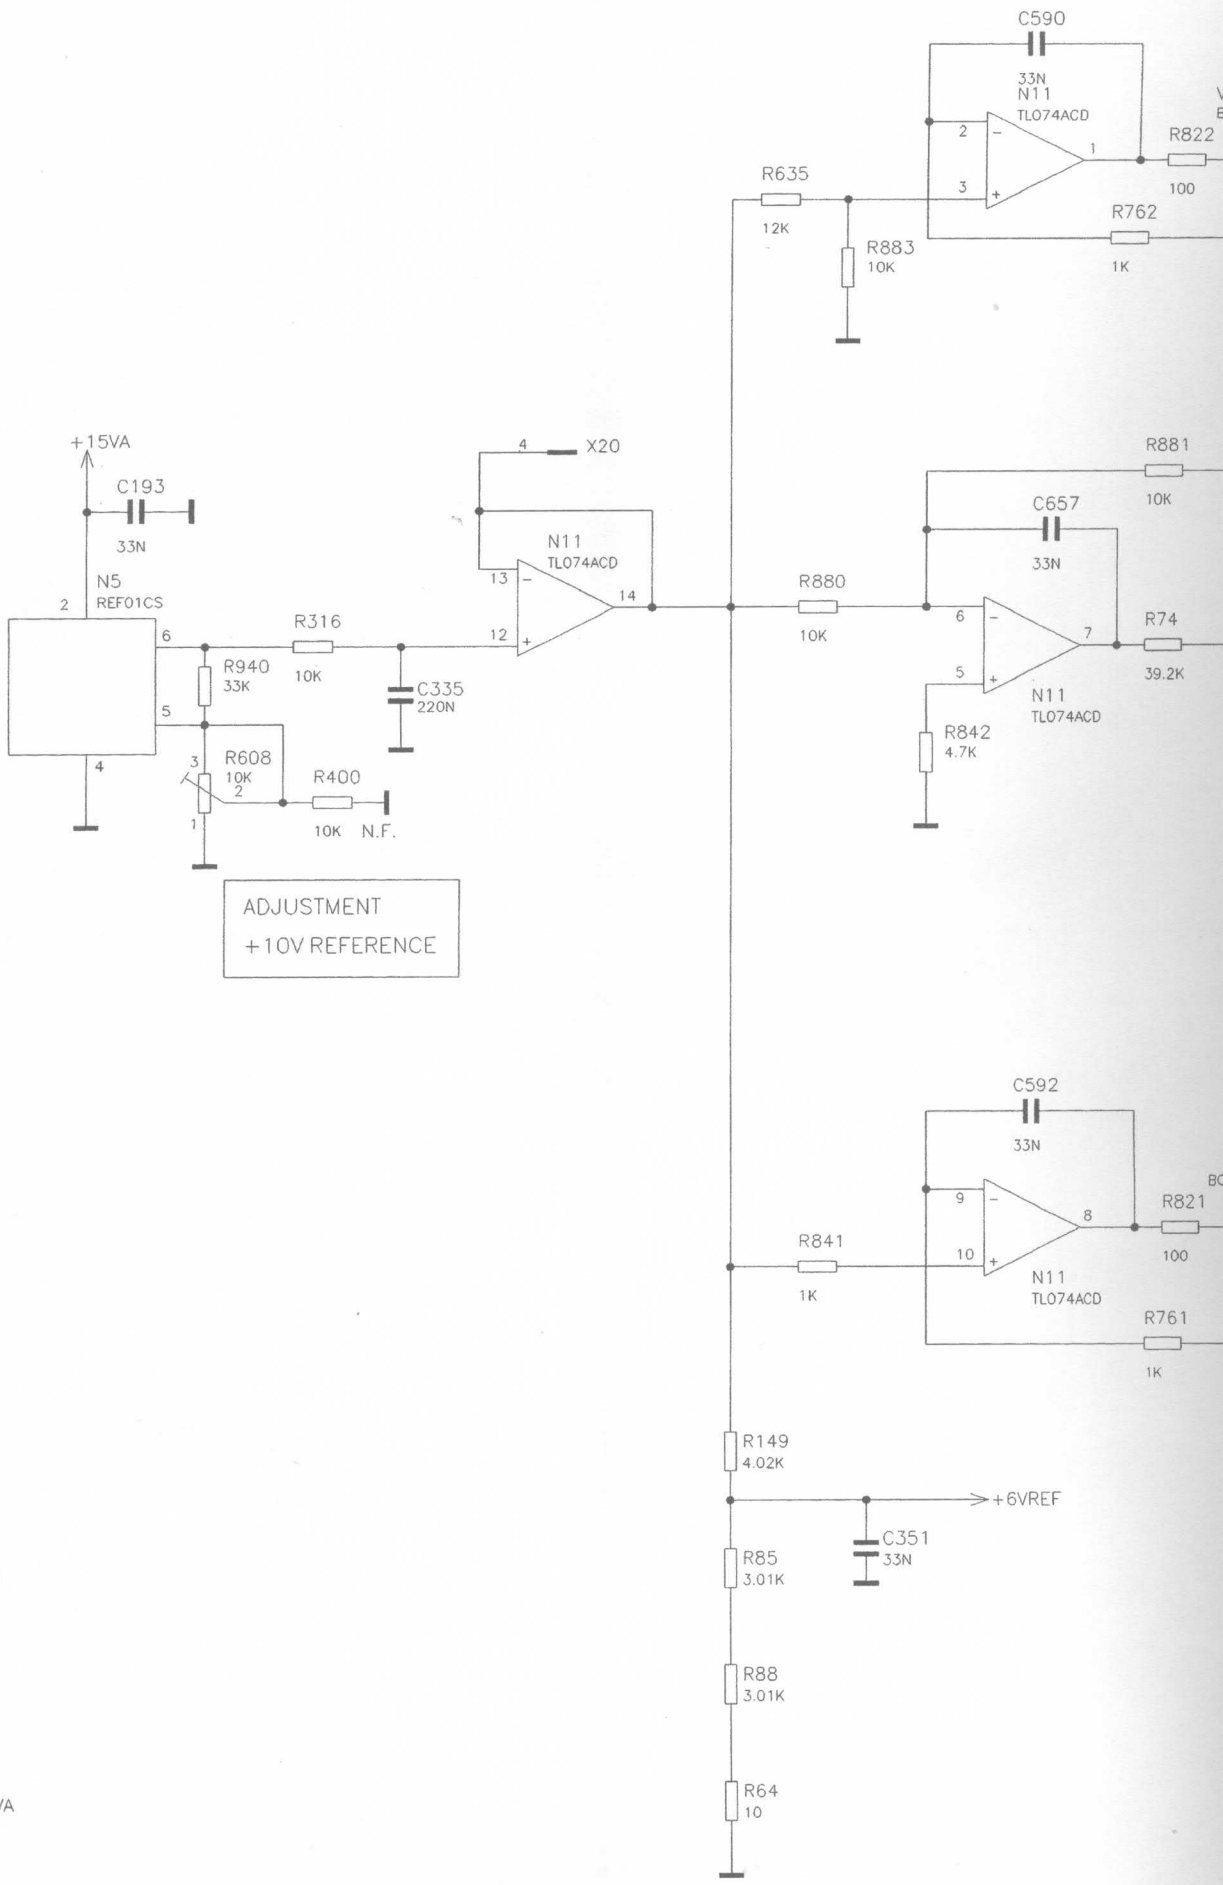 C590
33N
N11
TL074ACD
2
-
1
R822
100
3
+
R635
12K
R883
10K
R762
1K
+15VA
C193
33N
N5
REF01CS
2
6
5
4
R940
33K
R316
10K
C335
220N
3
R608
10K
2
1
R400
10K
N.F.
ADJUSTMENT
+10V REFERENCE
4
X20
N11
TL074ACD
13
-
14
12
+
R881
10K
C657
33N
R880
10K
6
-
7
R74
39.2K
5
+
N11
TL074ACD
R842
4.7K
C592
33N
9
-
8
R821
100
10
+
R841
1K
N11
TL074ACD
R761
1K
R149
4.02K
+6VREF
C351
33N
R85
3.01K
R88
3.01K
R64
10
VA